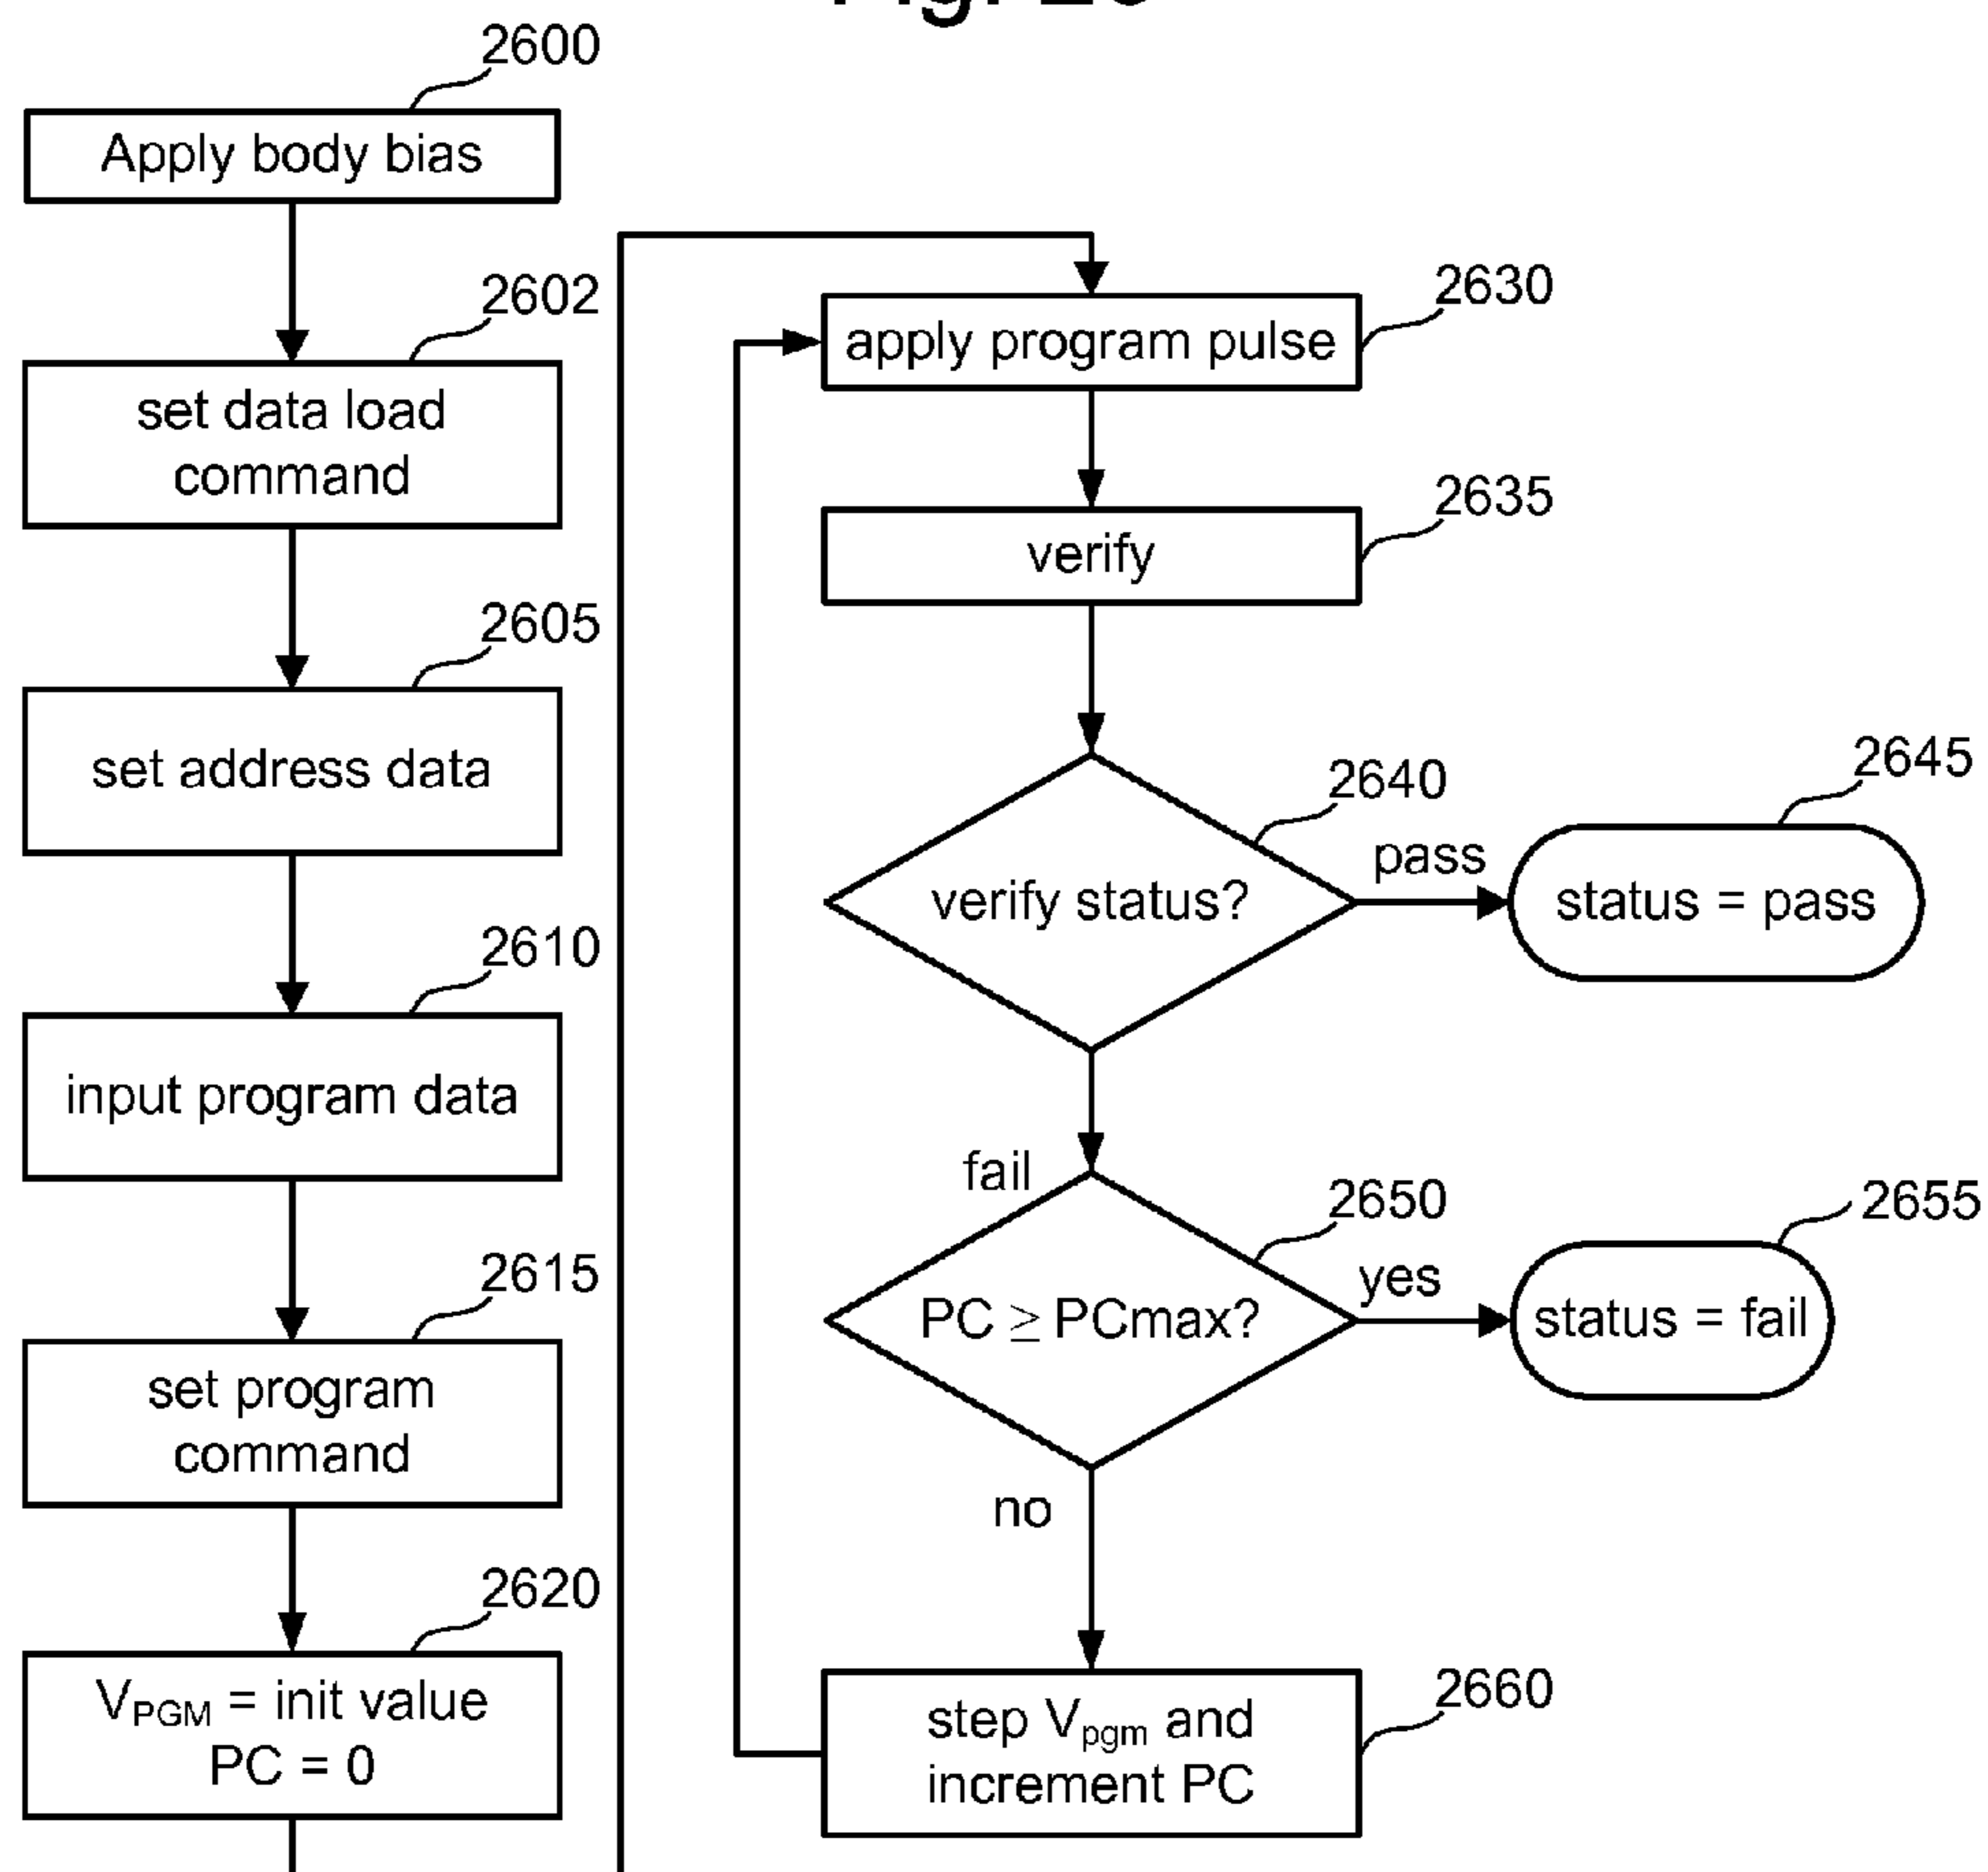 2600
Apply body bias
2602
set data load
command
2605
set address data
2610
input program data
2615
set program
command
2620
V_PGM = init value
PC = 0
2630
apply program pulse
2635
verify
2640
verify status?
pass
2645
status = pass
fail
2650
PC ≥ PCmax?
yes
2655
status = fail
no
2660
step V_pgm and
increment PC